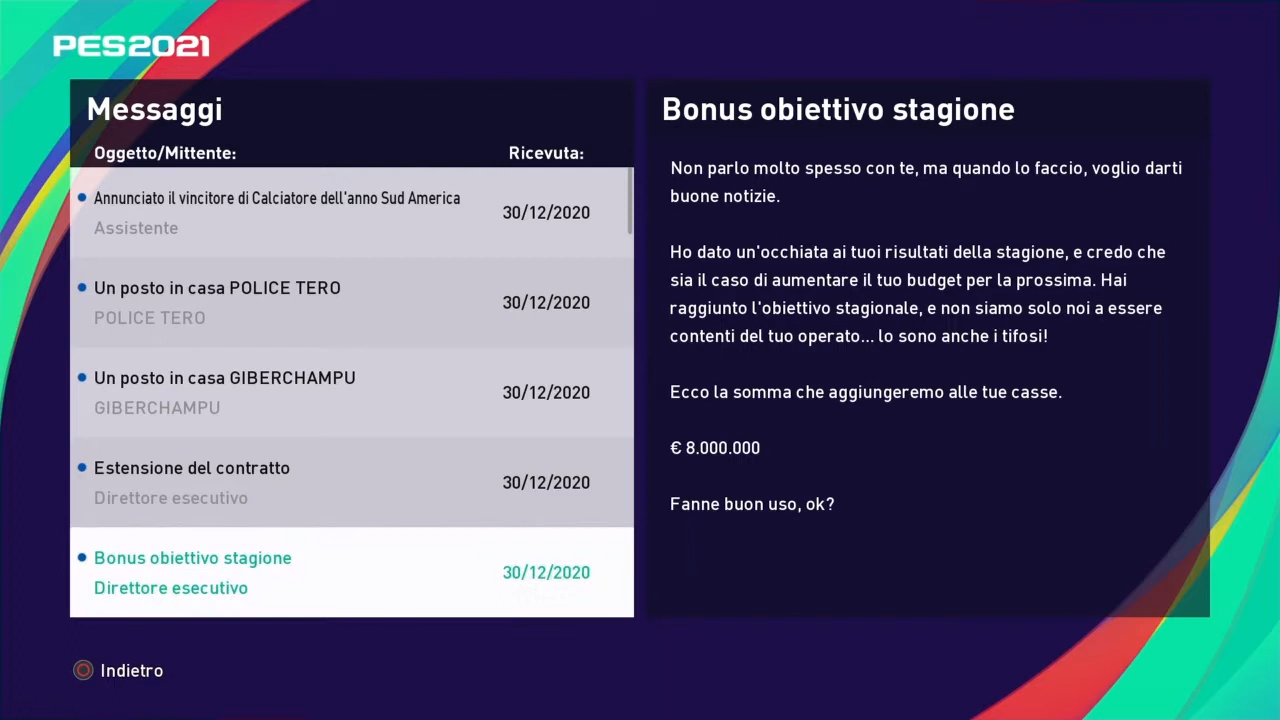 PES2021
Messaggi
Oggetto/Mittente:
Ricevuta:
Annunciato il vincitore di Calciatore dell'anno Sud America
Assistente
30/12/2020
Un posto in casa POLICE TERO
POLICE TERO
30/12/2020
Un posto in casa GIBERCHAMPU
GIBERCHAMPU
30/12/2020
Estensione del contratto
Direttore esecutivo
30/12/2020
Bonus obiettivo stagione
Direttore esecutivo
30/12/2020
Bonus obiettivo stagione
Non parlo molto spesso con te, ma quando lo faccio, voglio darti
buone notizie.
Ho dato un'occhiata ai tuoi risultati della stagione, e credo che
sia il caso di aumentare il tuo budget per la prossima. Hai
raggiunto l'obiettivo stagionale, e non siamo solo noi a essere
contenti del tuo operato... lo sono anche i tifosi!
Ecco la somma che aggiungeremo alle tue casse.
€ 8.000.000
Fanne buon uso, ok?
Indietro